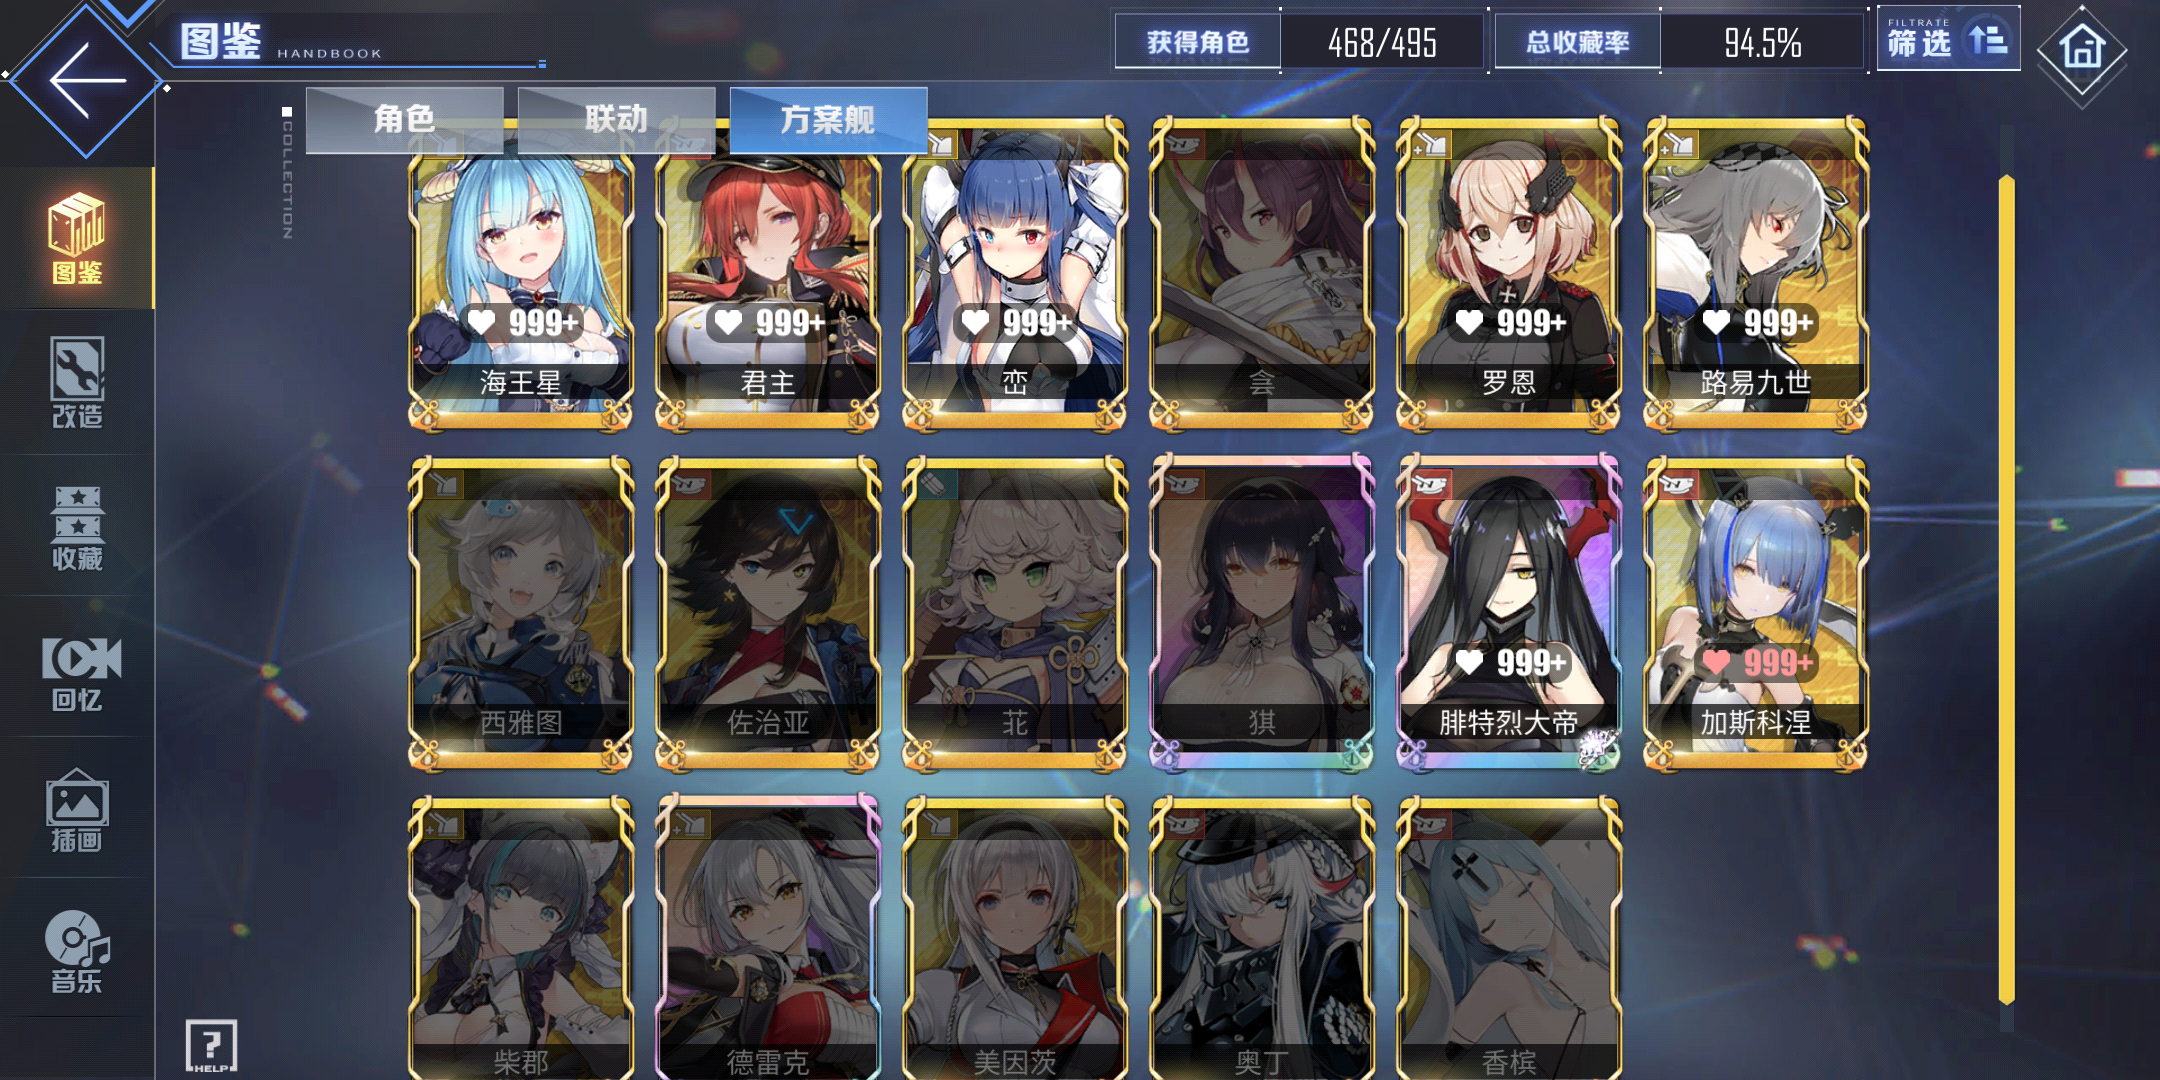 图鉴 HANDBOOK
获得角色 468/495
总收藏率 94.5%
FILTRATE
筛选
COLLECTION
角色
联动
方案舰
图鉴
改造
收藏
回忆
插画
音乐
?
HELP
999+
999+
999+
999+
999+
海王星
君主
峦
龛
罗恩
路易九世
999+
999+
西雅图
佐治亚
花
猉
腓特烈大帝
加斯科涅
柴郡
德雷克
美因茨
奥丁
香槟